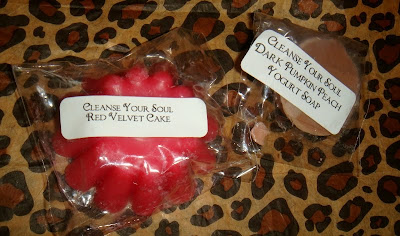 Cleanse Your Soul
Red Velvet Cake
Cleanse Your Soul
Dark Pumpkin Peach
Yogurt Soap